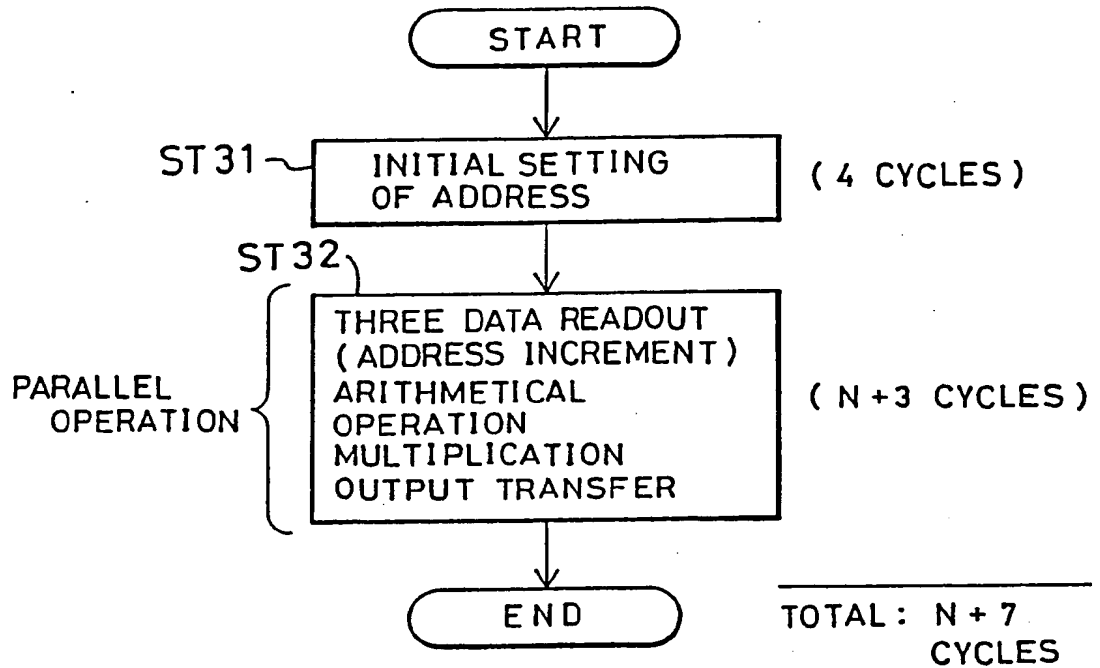 START
ST31
INITIAL SETTING
OF ADDRESS
( 4 CYCLES )
ST32
THREE DATA READOUT
( ADDRESS INCREMENT )
ARITHMETICAL
OPERATION
MULTIPLICATION
OUTPUT TRANSFER
PARALLEL
OPERATION
( N +3 CYCLES )
END
TOTAL : N + 7
CYCLES